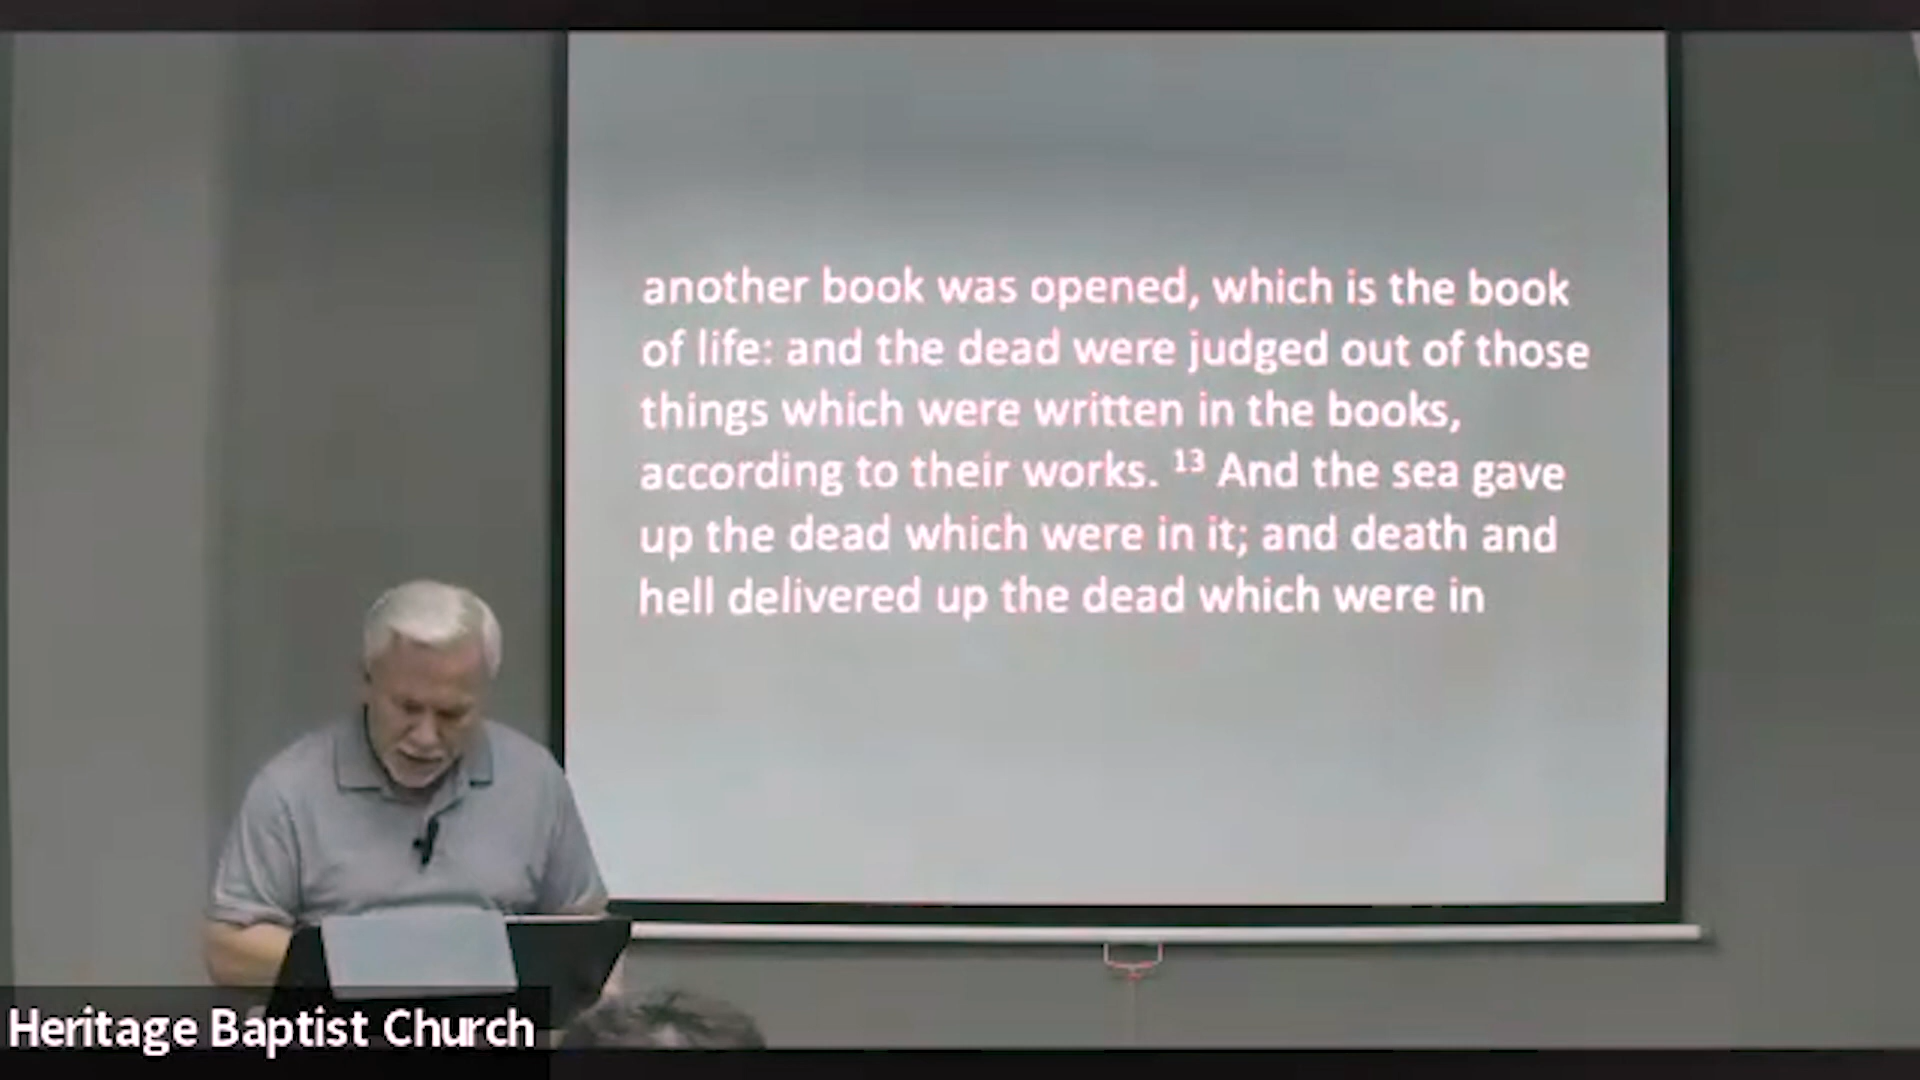 another book was opened, which is the book
of life: and the dead were judged out of those
things which were written in the books,
according to their works. 13 And the sea gave
up the dead which were in it; and death and
hell delivered up the dead which were in
Heritage Baptist Church